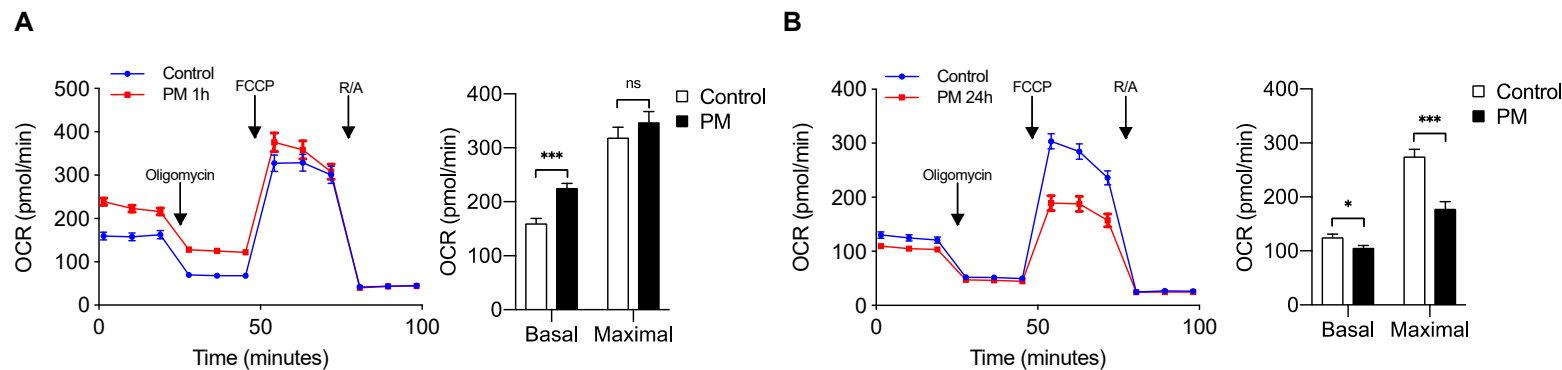 A
Control
PM 1h
FCCP
R/A
Oligomycin
500
400
300
200
100
0
OCR (pmol/min)
0
50
100
Time (minutes)
400
300
200
100
0
OCR (pmol/min)
***
ns
Control
PM
Basal
Maximal
B
Control
PM 24h
FCCP
R/A
Oligomycin
400
300
200
100
0
OCR (pmol/min)
0
50
100
Time (minutes)
400
300
200
100
0
OCR (pmol/min)
*
***
Control
PM
Basal
Maximal